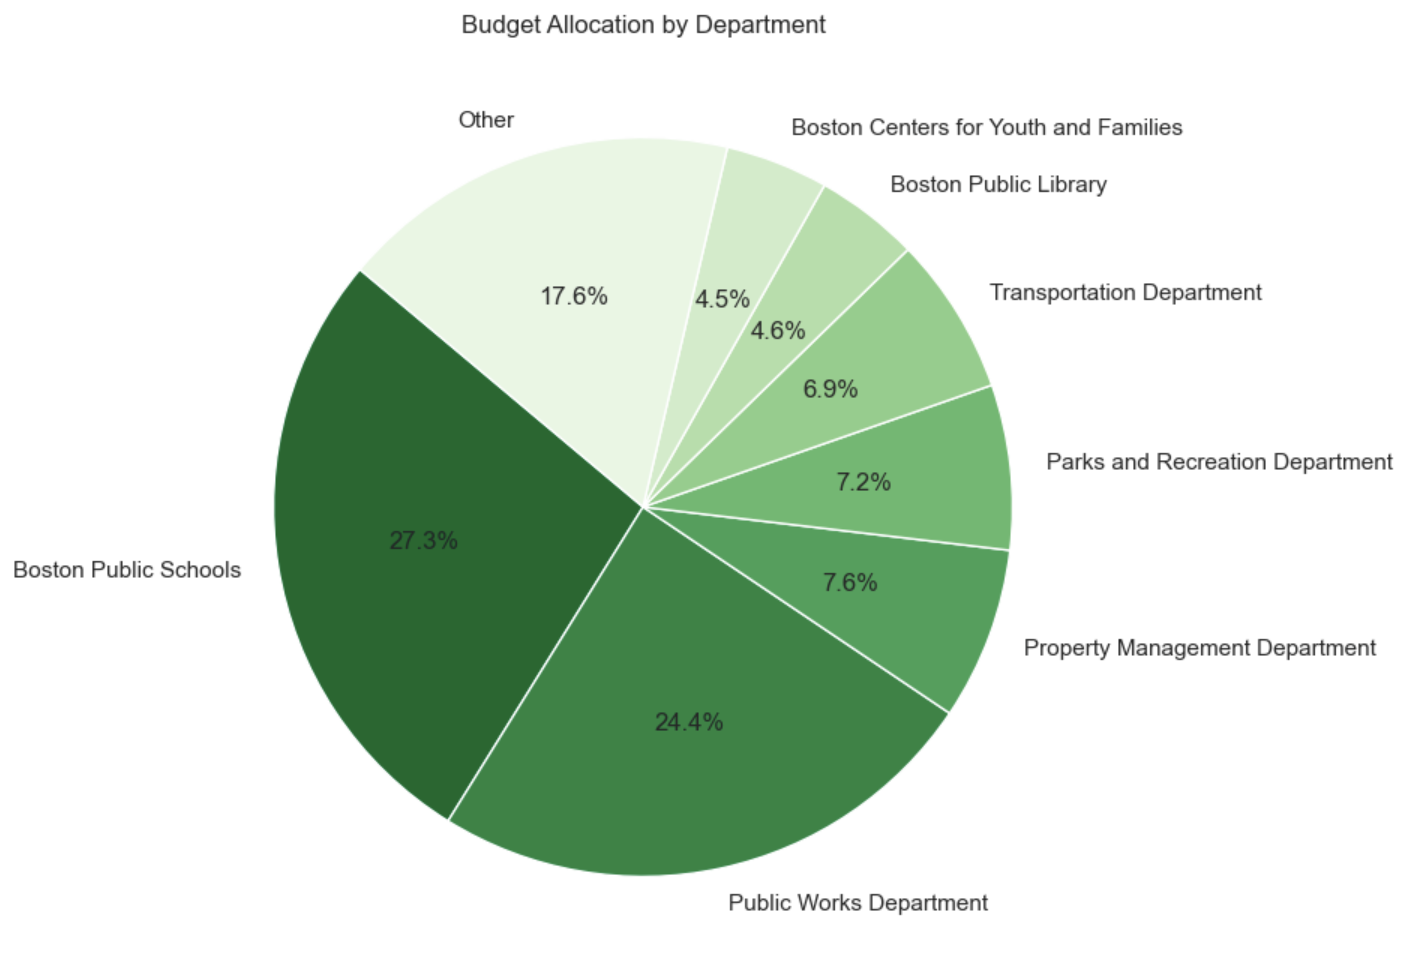 Budget Allocation by Department
Other
Boston Centers for Youth and Families
Boston Public Library
Transportation Department
Parks and Recreation Department
Property Management Department
Public Works Department
Boston Public Schools
17.6%
4.5%
4.6%
6.9%
7.2%
7.6%
24.4%
27.3%